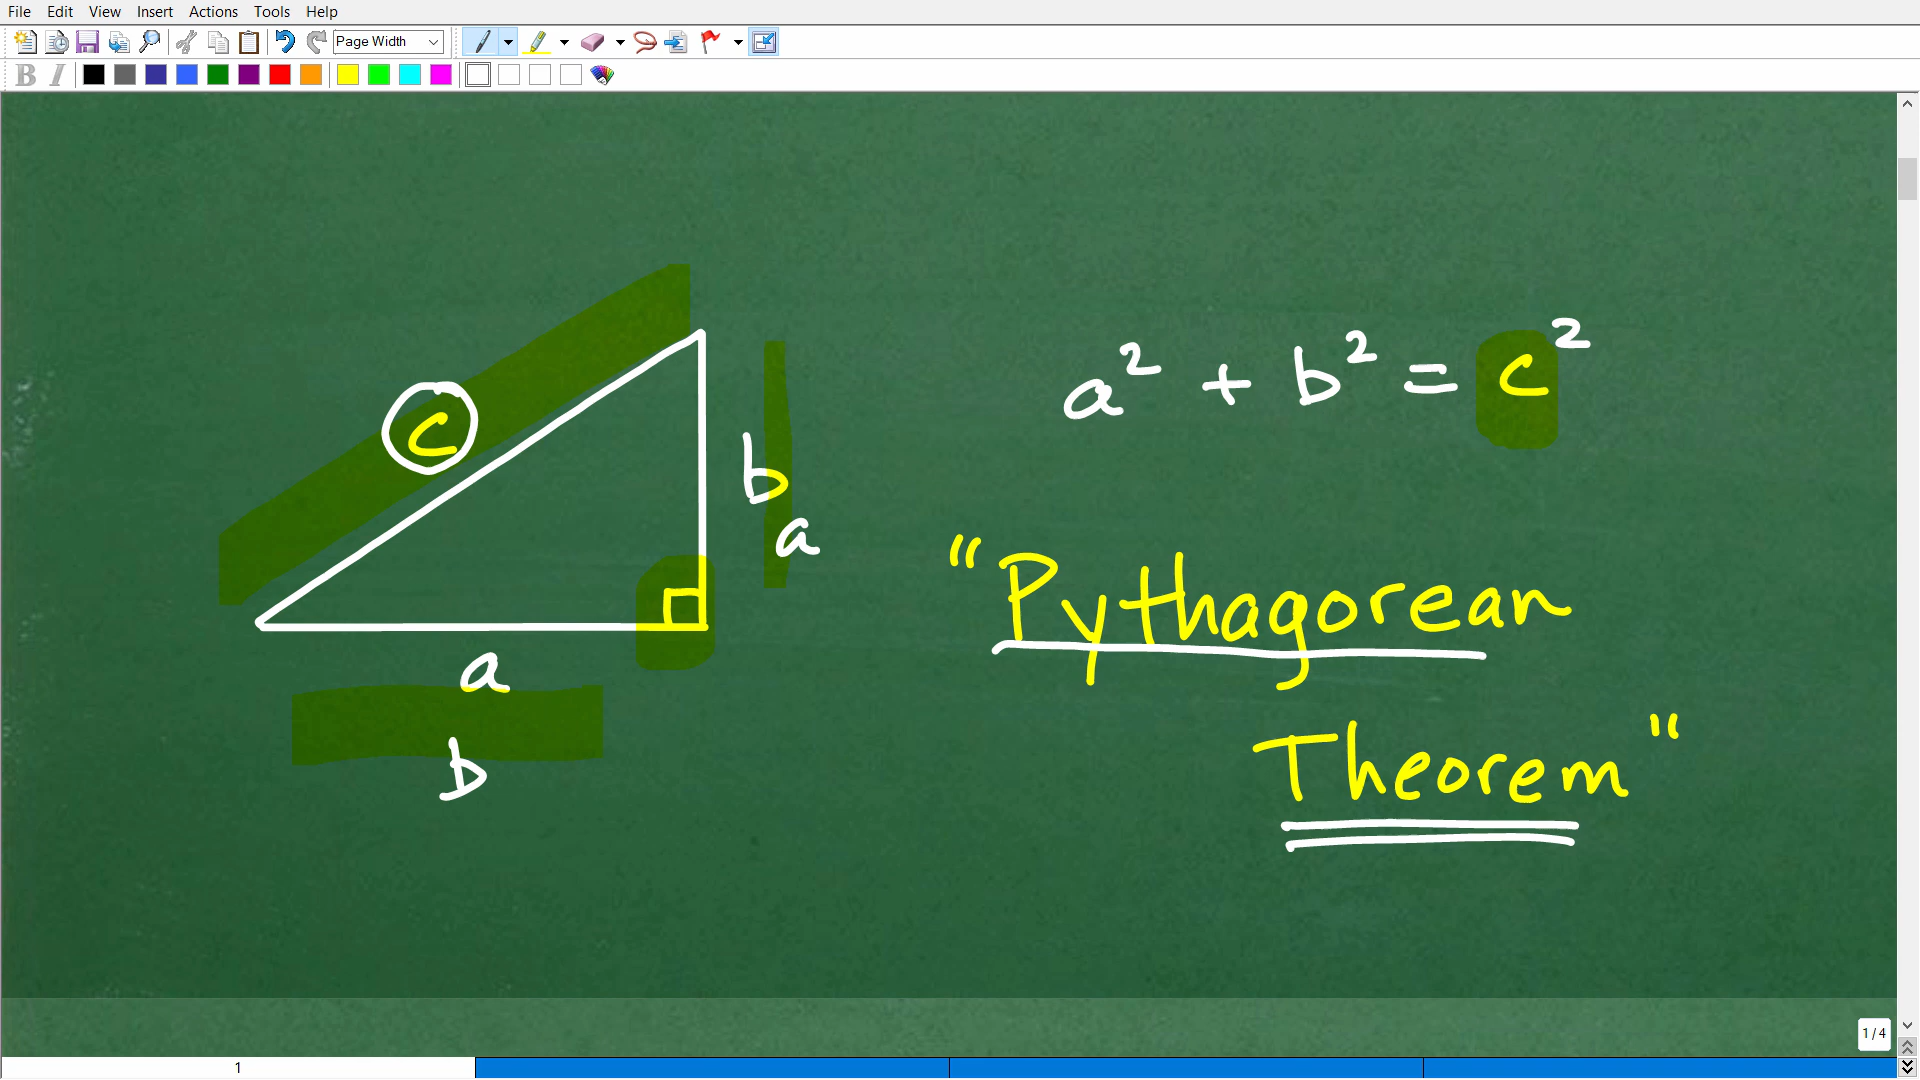 File Edit View Insert Actions Tools Help
Page Width
B I
c
b
a
a
b
a² + b² = c²
"Pythagorean
Theorem"
1 / 4
1